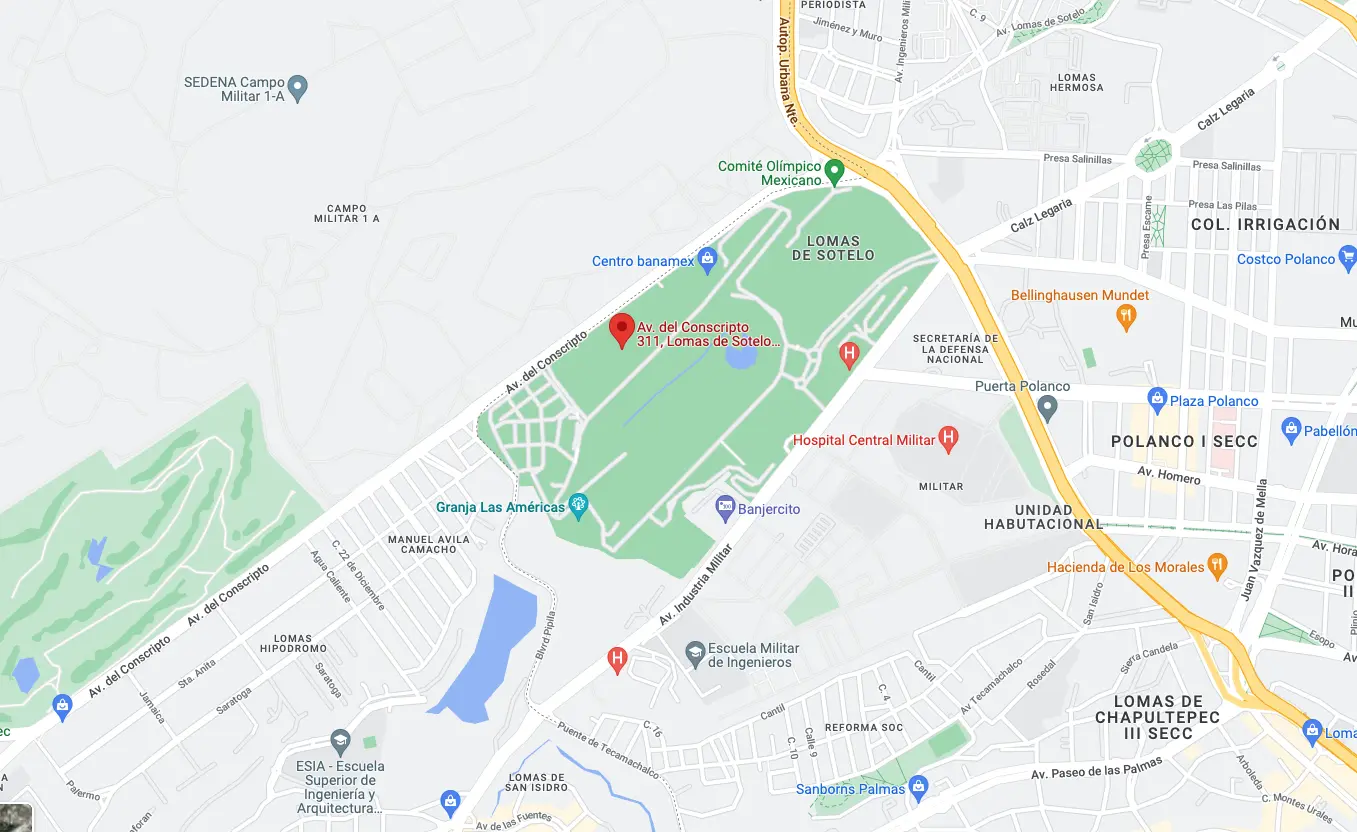 PERIODISTA
Jiménez y Muro
Av. Ingenieros Mil
C. 9
Av. Lomas de Sotelo
Autop. Urbana Nte.
LOMAS
HERMOSA
SEDENA Campo
Militar 1-A
Calz Legaria
Presa Salinillas
Presa Salinillas
Comité Olímpico
Mexicano
CAMPO
MILITAR 1 A
Calz Legaria
Presa Escame
Presa Las Pilas
COL. IRRIGACIÓN
LOMAS
DE SOTELO
Centro banamex
Costco Polanco
Bellinghausen Mundet
Mu
Av. del Conscripto
311, Lomas de Sotelo...
SECRETARÍA DE
LA DEFENSA
NACIONAL
Av. del Conscripto
H
Puerta Polanco
Plaza Polanco
Pabellón
POLANCO I SECC
Hospital Central Militar
H
Av. Homero
MILITAR
Granja Las Américas
Banjercito
UNIDAD
HABUTACIONAL
Juan Vazquez de Mella
Av. Hora
MANUEL AVILA
CAMACHO
C. 22 de Diciembre
Agua Caliente
Av. del Conscripto
Hacienda de Los Morales
PO
II
Av. Industria Militar
San Isidro
Plinio
Esopo
Av
Blvrd Pipila
LOMAS
HIPODROMO
Escuela Militar
de Ingenieros
H
Av. del Conscripto
Sta. Anita
Saratoga
Saratoga
Jamaica
Sierra Candela
Rosedal
Av Tecamachalco
C. 4
Cantil
LOMAS DE
CHAPULTEPEC
III SECC
REFORMA SOC
ec
C. 16
Calle 9
C. 10
Puente de Tecamachalco
Loma
ESIA - Escuela
Superior de
Ingeniería y
Arquitectura...
LOMAS DE
SAN ISIDRO
Av. Paseo de las Palmas
Sanborns Palmas
Arboleda
C. Montes Urales
Palermo
A
N
Av de las Fuentes